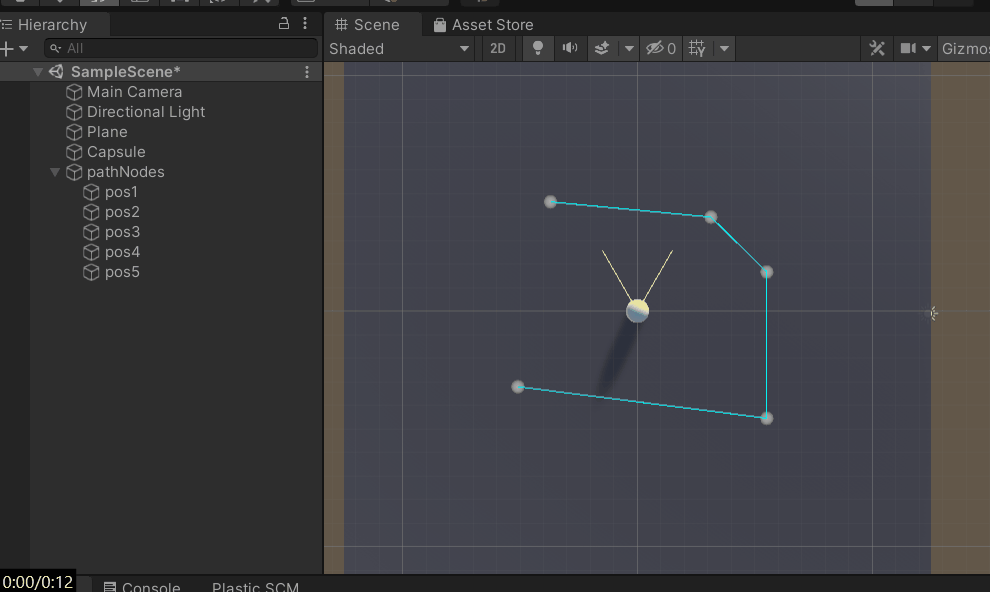 Hierarchy
Scene
Asset Store
All
Shaded
2D
0
Gizmos
SampleScene*
Main Camera
Directional Light
Plane
Capsule
pathNodes
pos1
pos2
pos3
pos4
pos5
0:00/0:12
Console
Plastic SCM